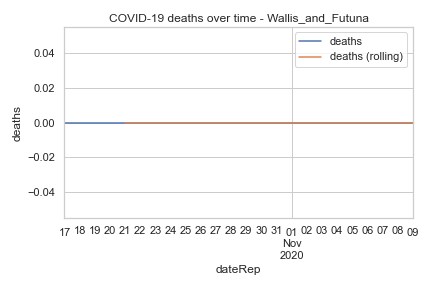 COVID-19 deaths over time - Wallis_and_Futuna
deaths
deaths (rolling)
0.04
0.02
0.00
−0.02
−0.04
deaths
17 18 19 20 21 22 23 24 25 26 27 28 29 30 31 01 02 03 04 05 06 07 08 09
Nov
2020
dateRep